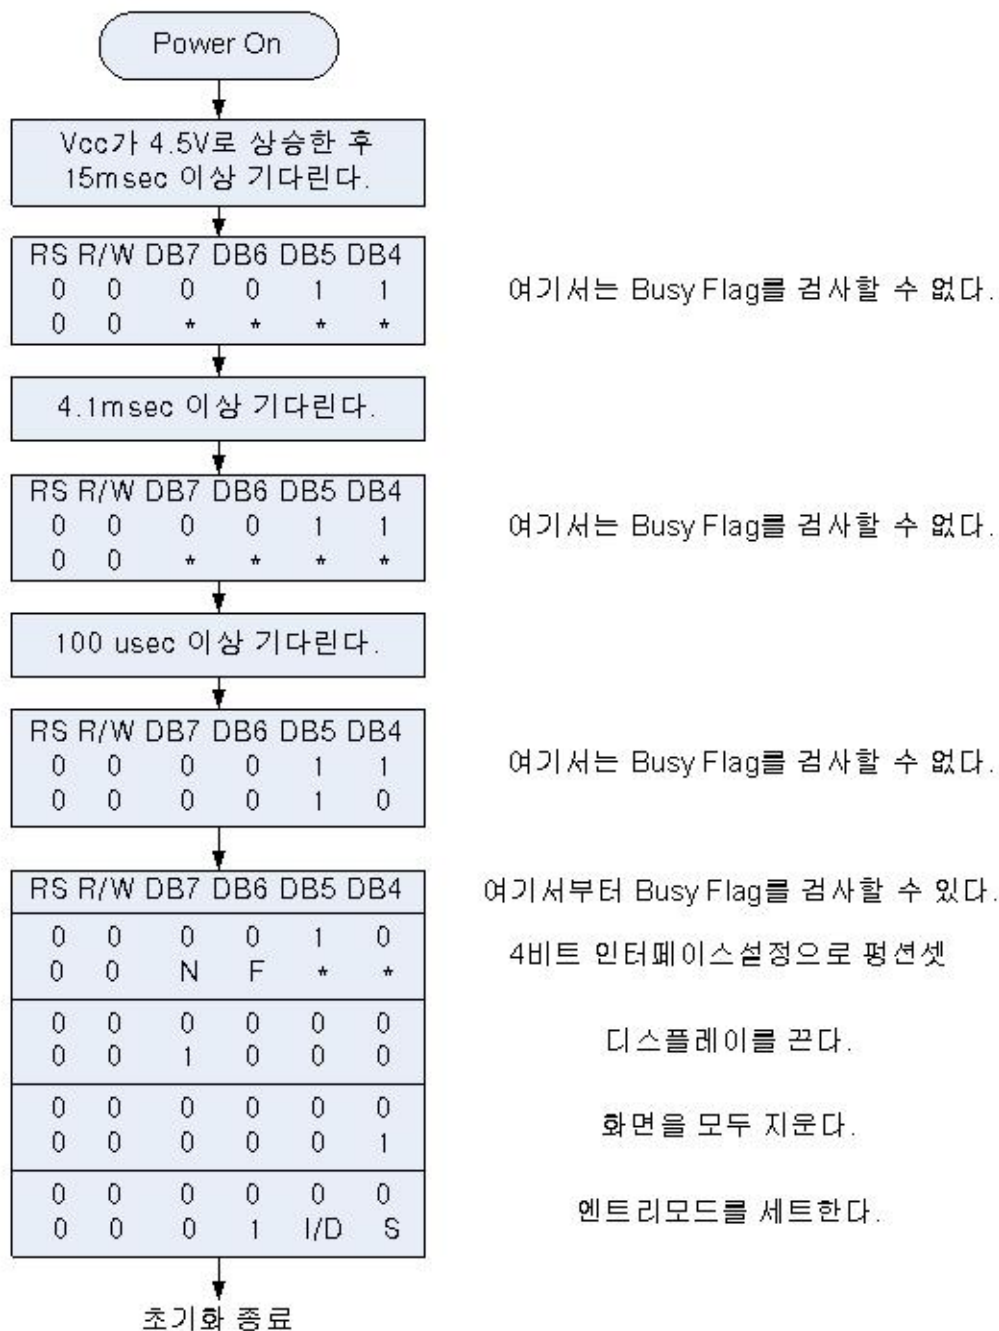 Power On
Vcc가 4.5V로 상승한 후
15msec 이상 기다린다.
RS R/W DB7 DB6 DB5 DB4
0 0 0 0 1 1
0 0 * * * *
여기서는 Busy Flag를 검사할 수 없다.
4.1msec 이상 기다린다.
RS R/W DB7 DB6 DB5 DB4
0 0 0 0 1 1
0 0 * * * *
여기서는 Busy Flag를 검사할 수 없다.
100 usec 이상 기다린다.
RS R/W DB7 DB6 DB5 DB4
0 0 0 0 1 1
0 0 0 0 1 0
여기서는 Busy Flag를 검사할 수 없다.
RS R/W DB7 DB6 DB5 DB4
여기서부터 Busy Flag를 검사할 수 있다.
0 0 0 0 1 0
0 0 N F * *
4비트 인터페이스설정으로 펑션셋
0 0 0 0 0 0
0 0 1 0 0 0
디스플레이를 끈다.
0 0 0 0 0 0
0 0 0 0 0 1
화면을 모두 지운다.
0 0 0 0 0 0
0 0 0 1 I/D S
엔트리모드를 세트한다.
초기화 종료